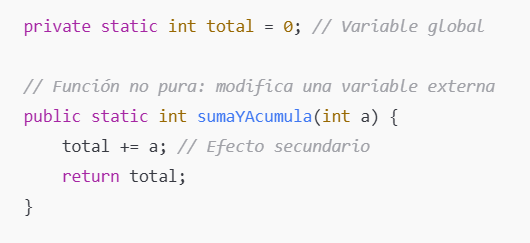 private static int total = 0; // Variable global
// Función no pura: modifica una variable externa
public static int sumaYAcumula(int a) {
total += a; // Efecto secundario
return total;
}